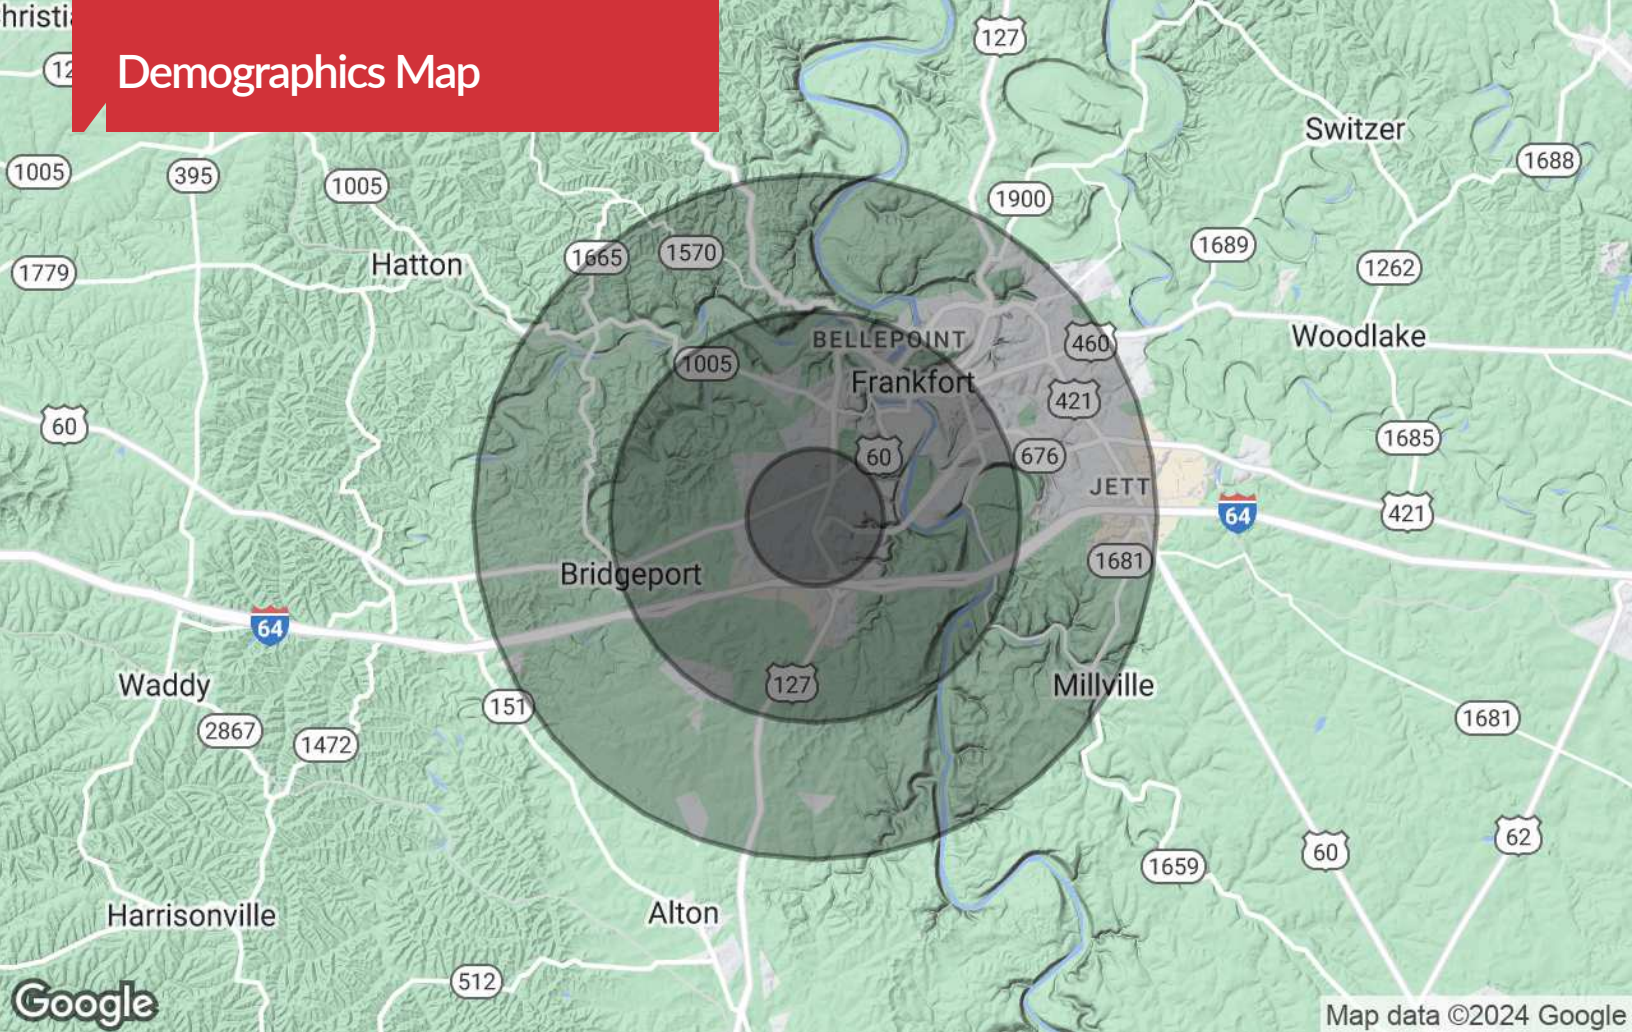 hristi
Demographics Map
12
127
Switzer
1005
395
1005
1688
1900
1665
1570
1689
Hatton
1779
1262
BELLEPOINT
460
Woodlake
1005
Frankfort
421
60
1685
60
676
JETT
64
421
Bridgeport
1681
64
Waddy
127
Millville
151
2867
1472
1681
62
60
1659
Harrisonville
Alton
512
Google
Map data ©2024 Google